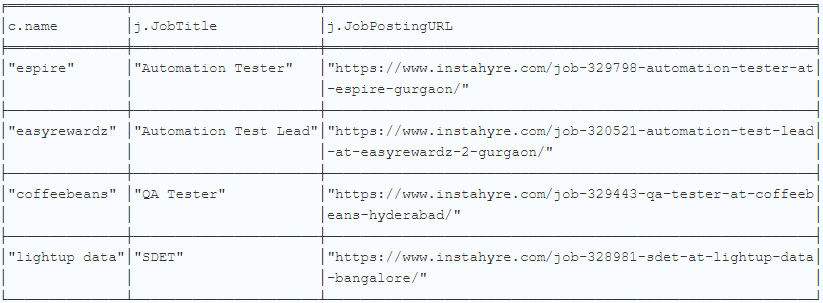 c.name j.JobTitle j.JobPostingURL
"espire" "Automation Tester" "https://www.instahyre.com/job-329798-automation-tester-at
-espire-gurgaon/"
"easyrewardz" "Automation Test Lead" "https://www.instahyre.com/job-320521-automation-test-lead
-at-easyrewardz-2-gurgaon/"
"coffeebeans" "QA Tester" "https://www.instahyre.com/job-329443-qa-tester-at-coffeeb
eans-hyderabad/"
"lightup data" "SDET" "https://www.instahyre.com/job-328981-sdet-at-lightup-data
-bangalore/"